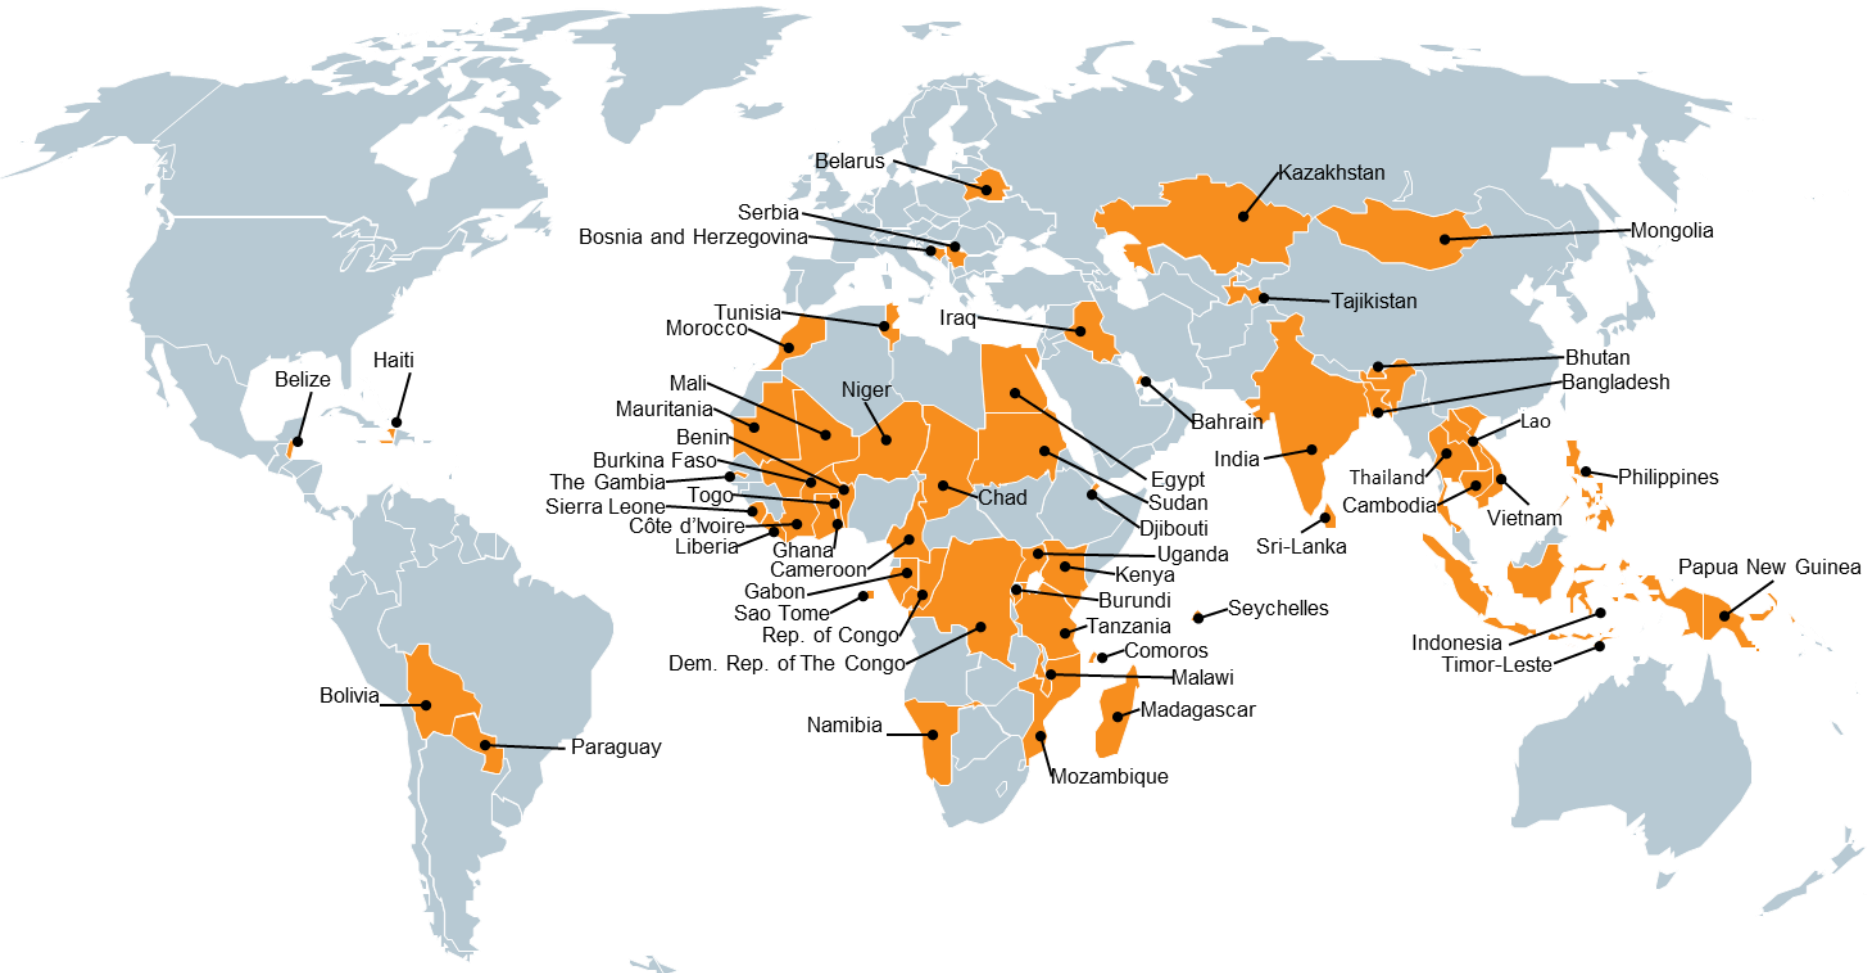 Belarus
Kazakhstan
Serbia
Mongolia
Bosnia and Herzegovina
Tajikistan
Tunisia
Iraq
Morocco
Haiti
Bhutan
Belize
Bangladesh
Mali
Niger
Mauritania
Bahrain
Lao
Benin
Burkina Faso
India
The Gambia
Egypt
Thailand
Philippines
Togo
Chad
Sudan
Sierra Leone
Cambodia
Vietnam
Côte d'Ivoire
Djibouti
Liberia
Ghana
Sri-Lanka
Uganda
Cameroon
Kenya
Papua New Guinea
Gabon
Burundi
Seychelles
Sao Tome
Tanzania
Rep. of Congo
Indonesia
Comoros
Dem. Rep. of The Congo
Timor-Leste
Malawi
Bolivia
Madagascar
Namibia
Paraguay
Mozambique